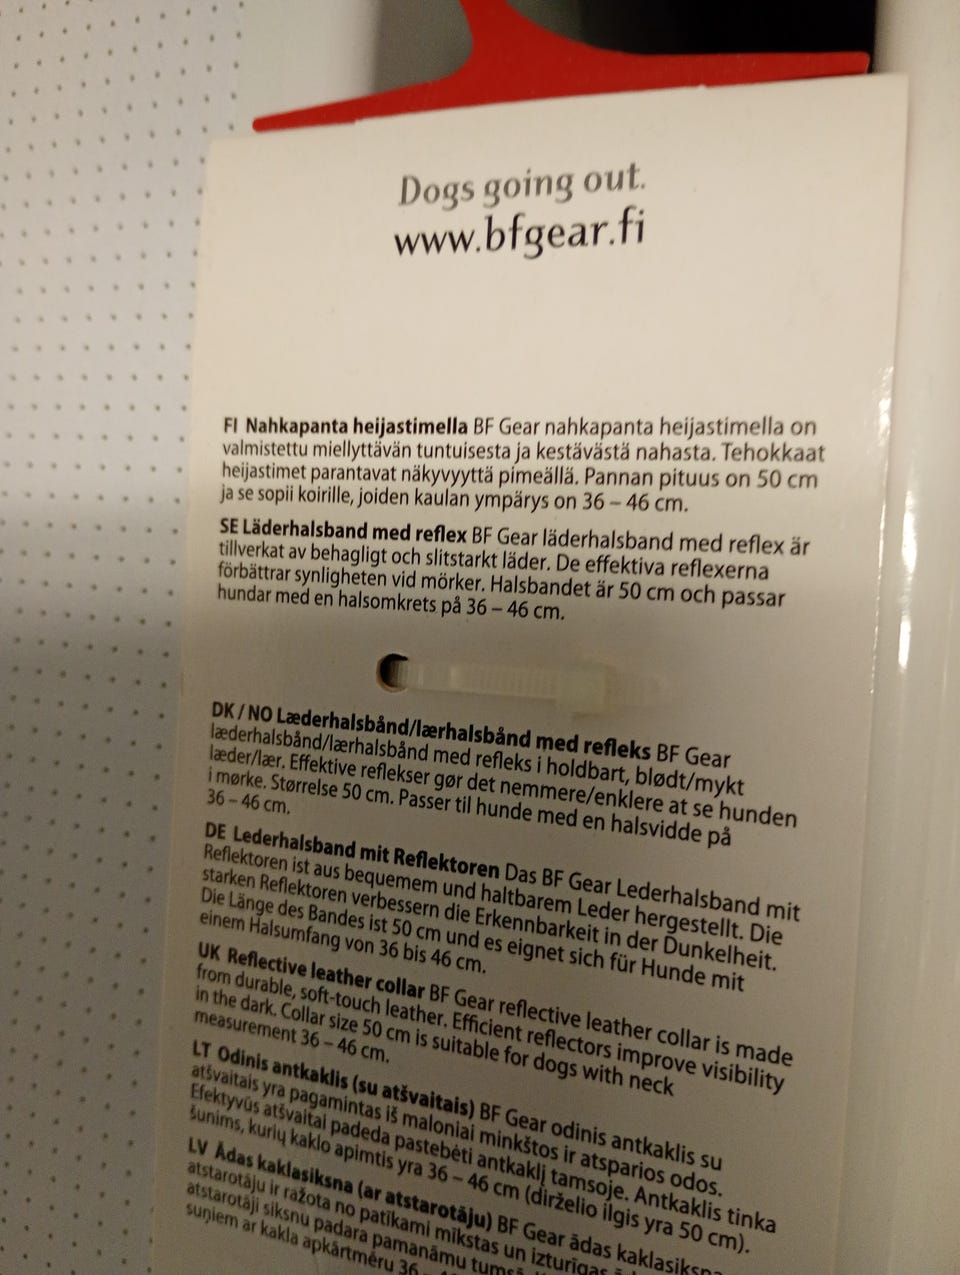 Dogs going out.
www.bfgear.fi
FI Nahkapanta heijastimella BF Gear nahkapanta heijastimella on
valmistettu miellyttävän tuntuisesta ja kestävästä nahasta. Tehokkaat
heijastimet parantavat näkyvyyttä pimeällä. Pannan pituus on 50 cm
ja se sopii koirille, joiden kaulan ympärys on 36 – 46 cm.
SE Läderhalsband med reflex BF Gear läderhalsband med reflex är
tillverkat av behagligt och slitstarkt läder. De effektiva reflexerna
förbättrar synligheten vid mörker. Halsbandet är 50 cm och passar
hundar med en halsomkrets på 36 – 46 cm.
DK / NO Læderhalsbånd/lærhalsbånd med refleks BF Gear
læderhalsbånd/lærhalsbånd med refleks i holdbart, blødt/mykt
læder/lær. Effektive reflekser gør det nemmere/enklere at se hunden
i mørke. Størrelse 50 cm. Passer til hunde med en halsvidde på
36 – 46 cm.
DE Lederhalsband mit Reflektoren Das BF Gear Lederhalsband mit
Reflektoren ist aus bequemem und haltbarem Leder hergestellt. Die
starken Reflektoren verbessern die Erkennbarkeit in der Dunkelheit.
Die Länge des Bandes ist 50 cm und es eignet sich für Hunde mit
einem Halsumfang von 36 bis 46 cm.
UK Reflective leather collar BF Gear reflective leather collar is made
from durable, soft-touch leather. Efficient reflectors improve visibility
in the dark. Collar size 50 cm is suitable for dogs with neck
measurement 36 – 46 cm.
LT Odinis antkaklis (su atšvaitais) BF Gear odinis antkaklis su
atšvaitais yra pagamintas iš maloniai minkštos ir atsparios odos.
Efektyvūs atšvaitai padeda pastebėti antkaklį tamsoje. Antkaklis tinka
šunims, kurių kaklo apimtis yra 36 – 46 cm (dirželio ilgis yra 50 cm).
LV Ādas kaklasiksna (ar atstarotāju) BF Gear ādas kaklasiksna
atstarotāju ir ražota no patīkami mīkstas un izturīgas
atstarotāji siksnu padara pamanāmu
suņiem ar kakla apkārtmēru 36